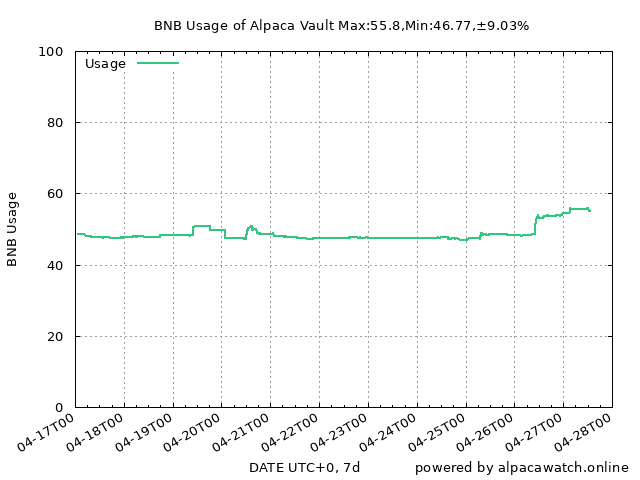 BNB Usage of Alpaca Vault Max:55.8,Min:46.77,±9.03%
Usage
BNB Usage
100
80
60
40
20
0
04-17T00
04-18T00
04-19T00
04-20T00
04-21T00
04-22T00
04-23T00
04-24T00
04-25T00
04-26T00
04-27T00
04-28T00
DATE UTC+0, 7d
powered by alpacawatch.online